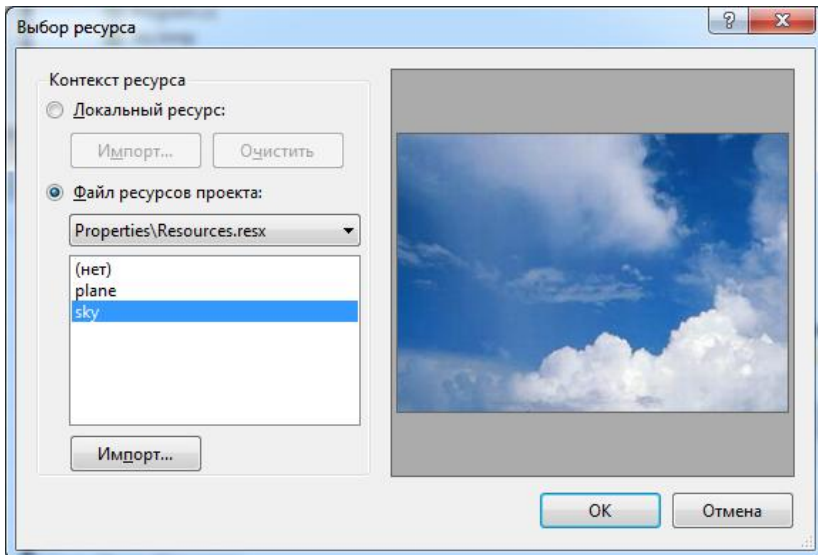 Выбор ресурса
Контекст ресурса
Локальный ресурс:
Импорт...
Очистить
Файл ресурсов проекта:
Properties\Resources.resx
(нет)
plane
sky
Импорт...
OK
Отмена